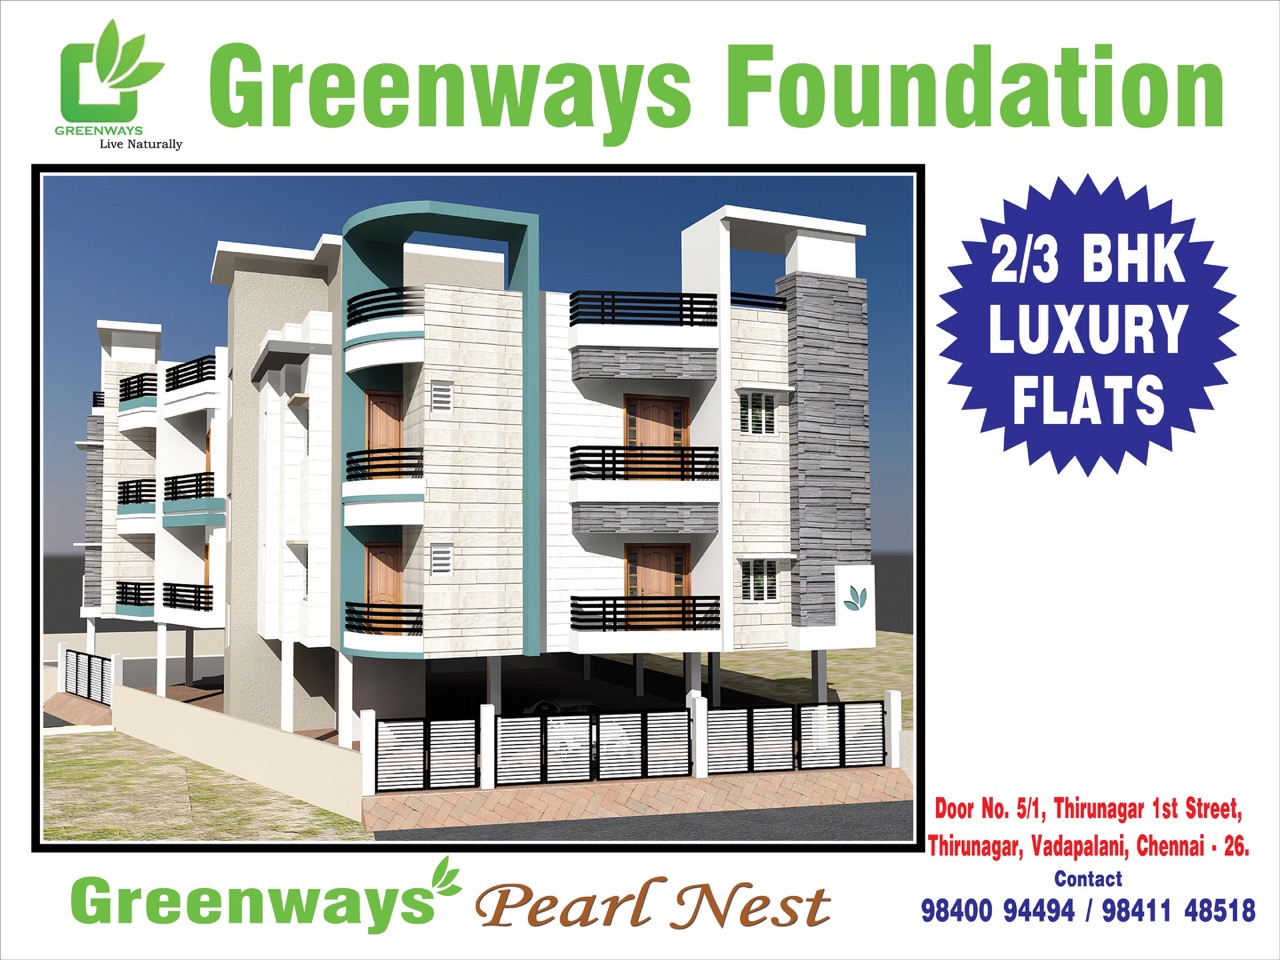 GREENWAYS
Live Naturally
Greenways Foundation
2/3 BHK
LUXURY
FLATS
Door No. 5/1, Thirunagar 1st Street,
Thirunagar, Vadapalani, Chennai - 26.
Contact
98400 94494 / 98411 48518
Greenways Pearl Nest